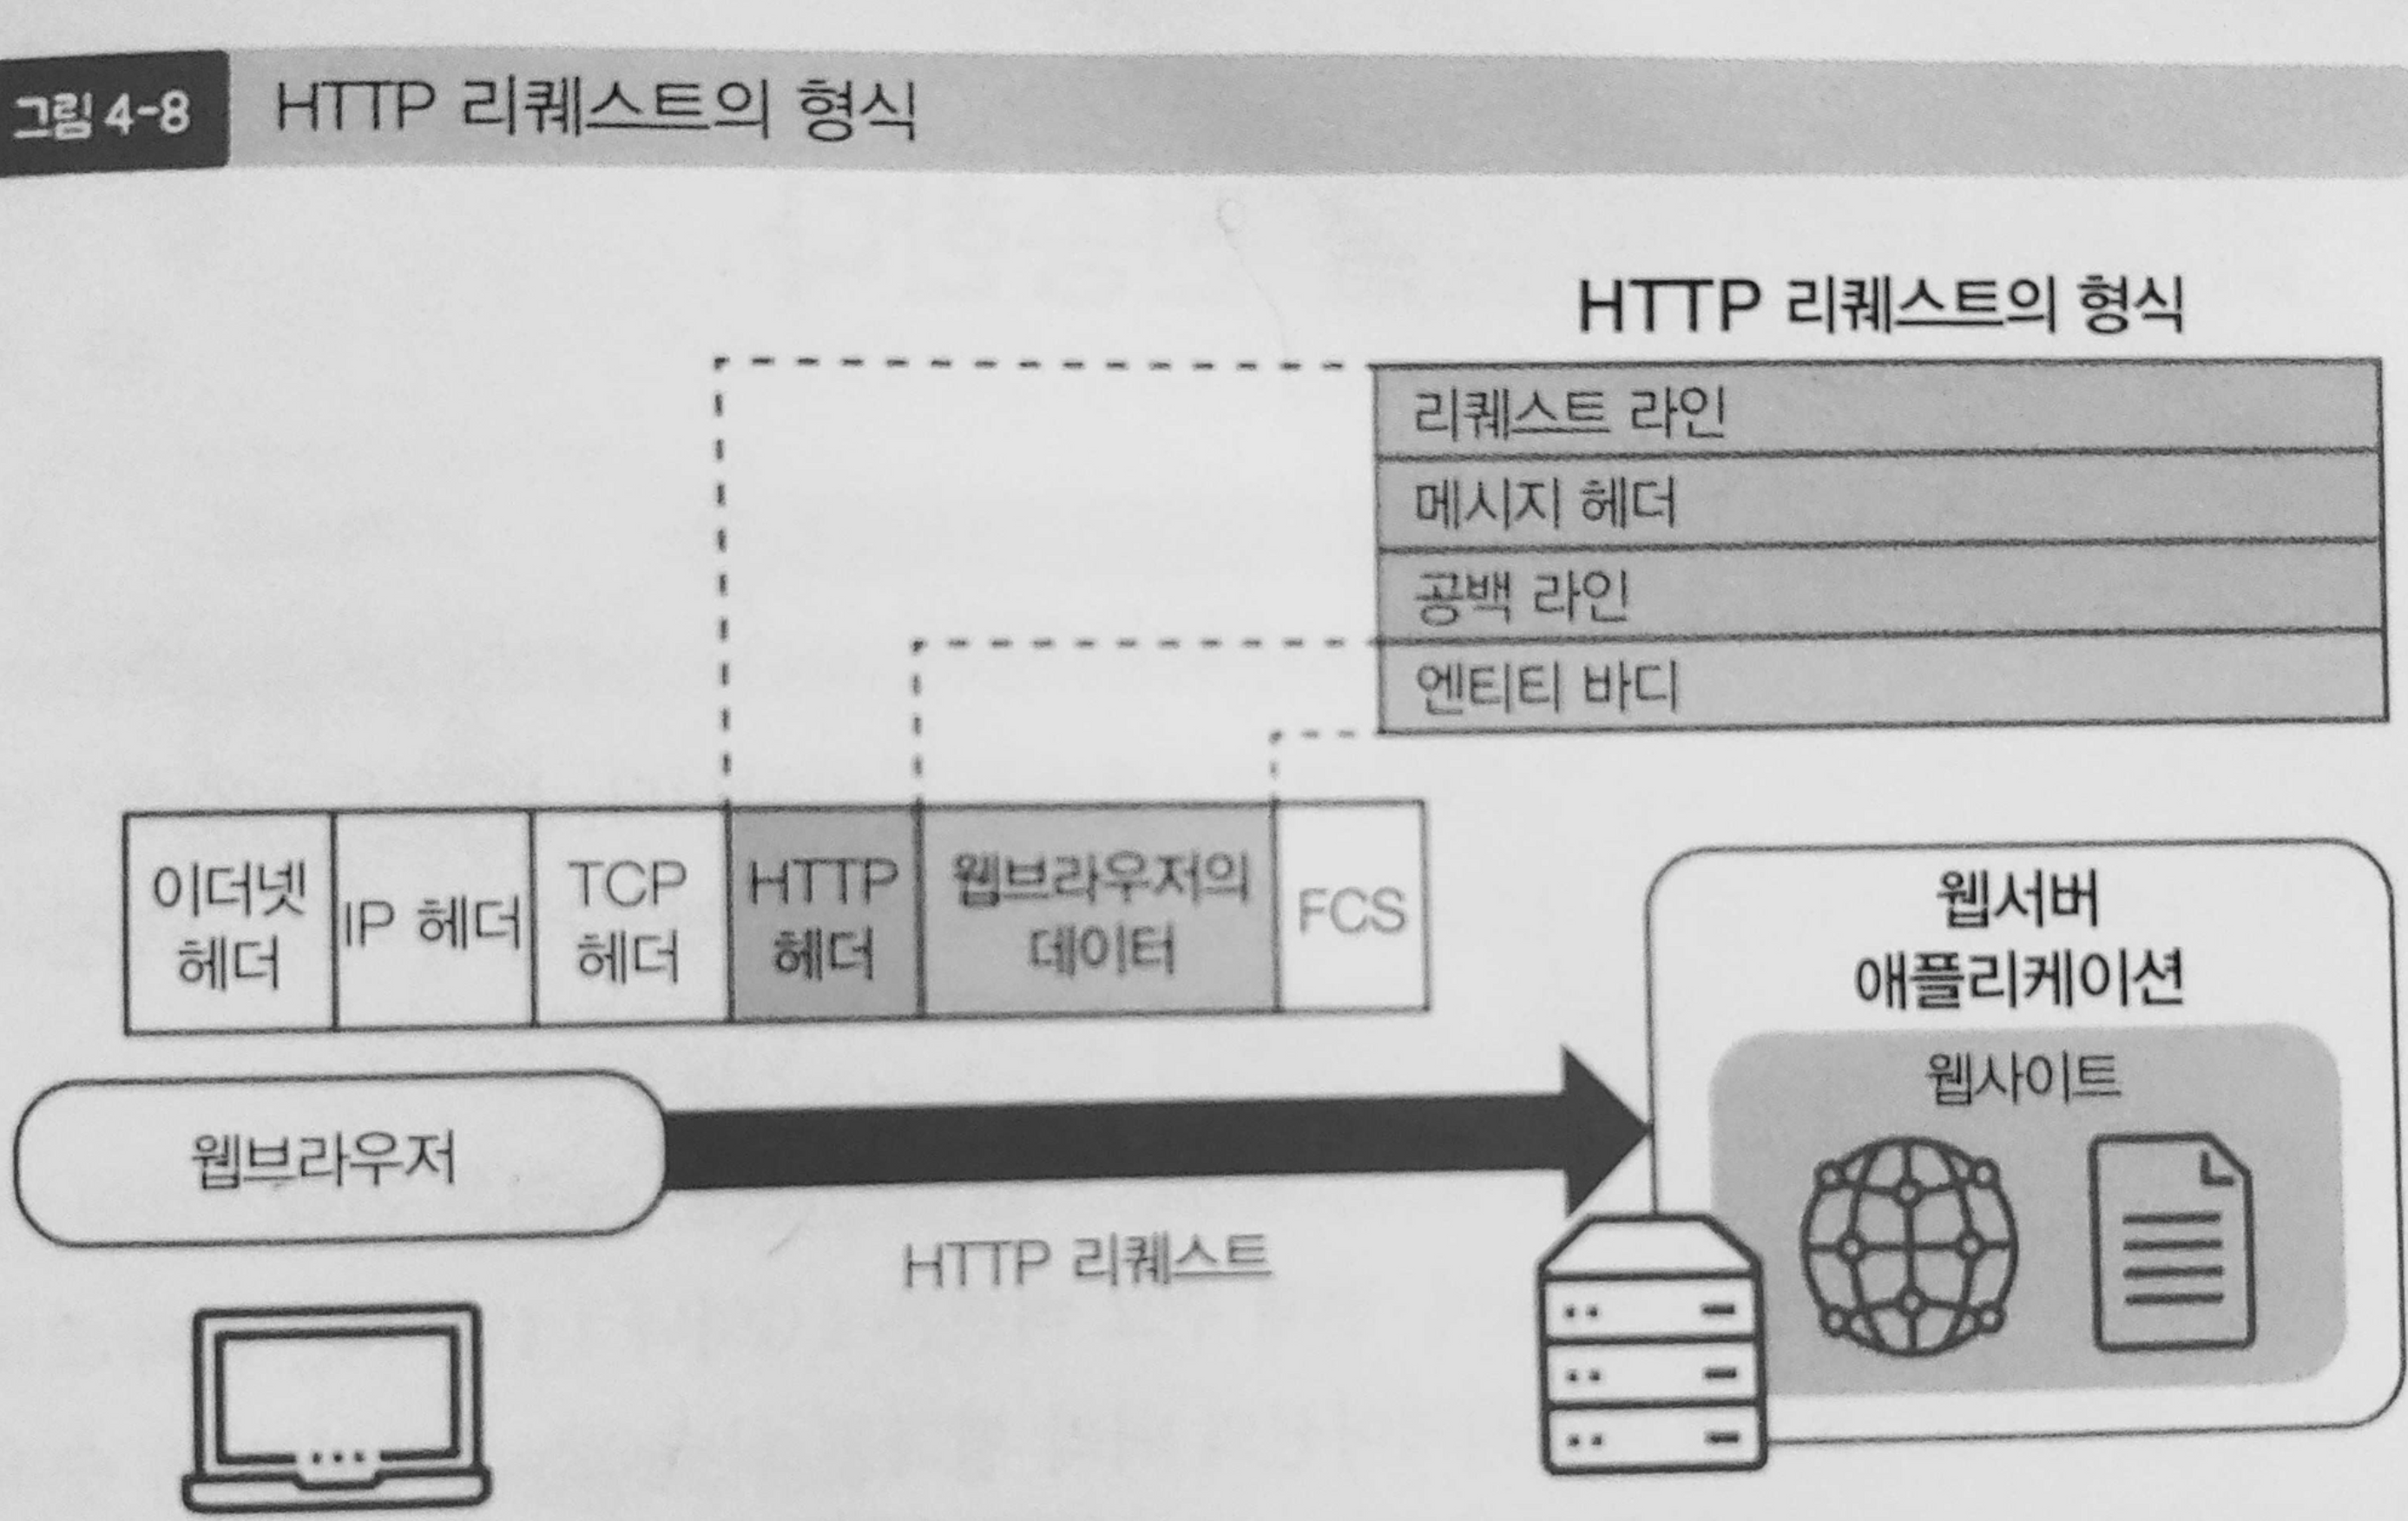 그림 4-8 HTTP 리퀘스트의 형식
HTTP 리퀘스트의 형식
리퀘스트 라인
메시지 헤더
공백 라인
엔티티 바디
이더넷
헤더
IP 헤더
TCP
헤더
HTTP
헤더
웹브라우저의
데이터
FCS
웹서버
애플리케이션
웹사이트
웹브라우저
HTTP 리퀘스트